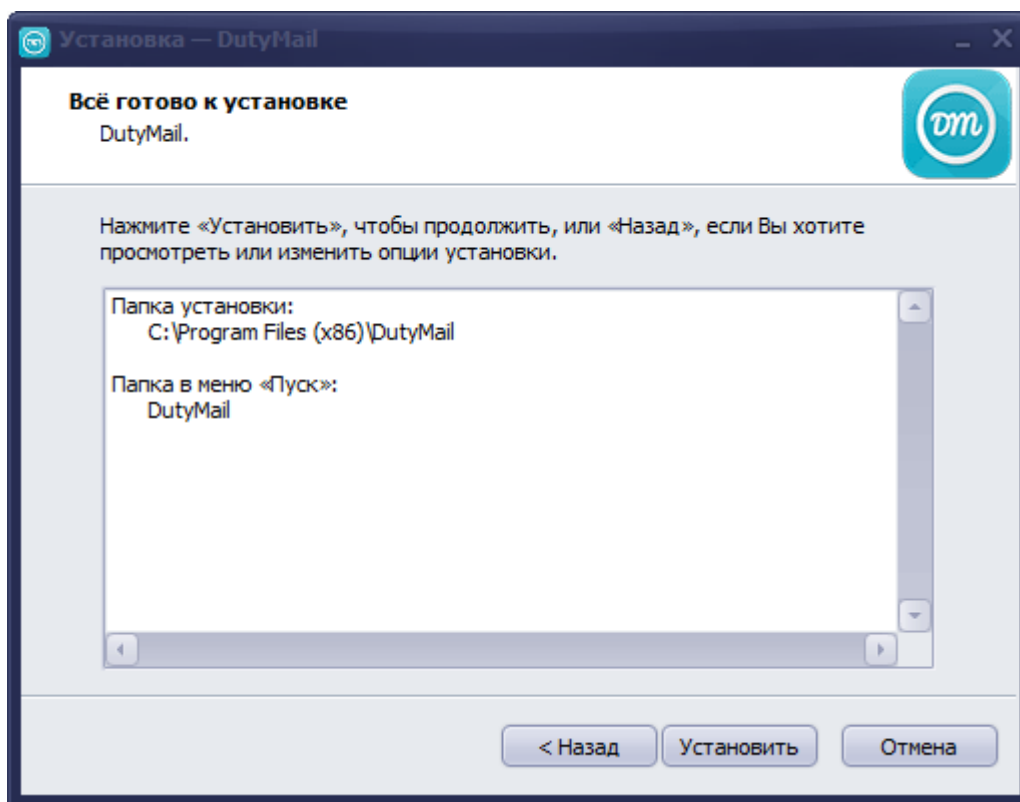 Установка — DutyMail
Всё готово к установке
DutyMail.
DM
Нажмите «Установить», чтобы продолжить, или «Назад», если Вы хотите
просмотреть или изменить опции установки.
Папка установки:
C:\Program Files (x86)\DutyMail
Папка в меню «Пуск»:
DutyMail
< Назад
Установить
Отмена